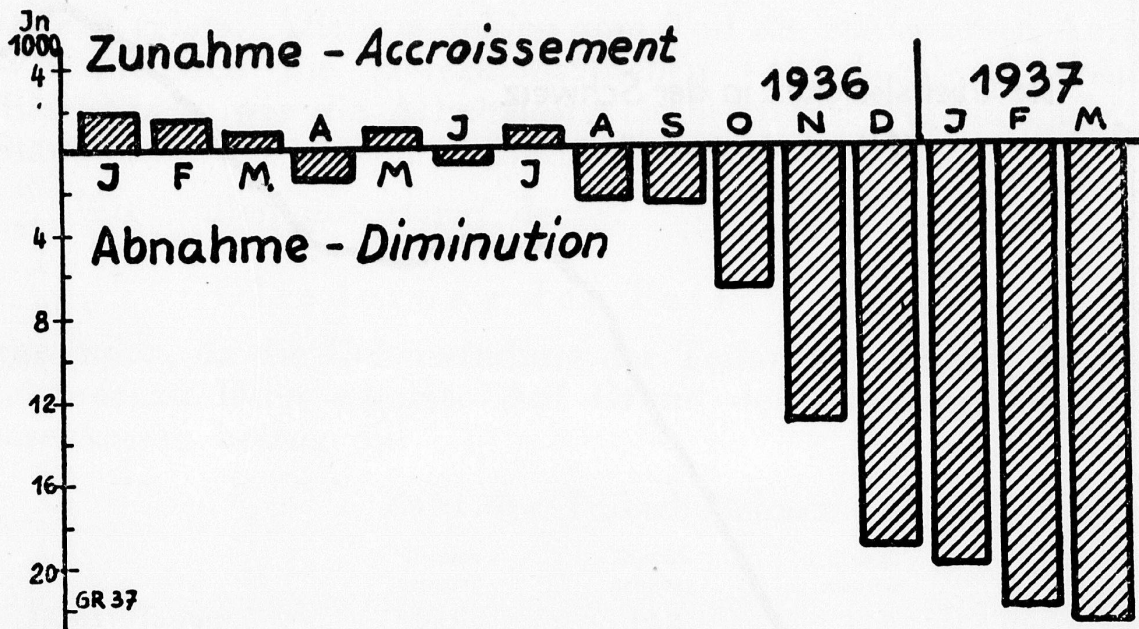 Jn
1000
Zunahme - Accroissement
4
1936 1937
A J A S O N D J F M
J F M. M J
4
Abnahme - Diminution
8
12
16
20
GR 37